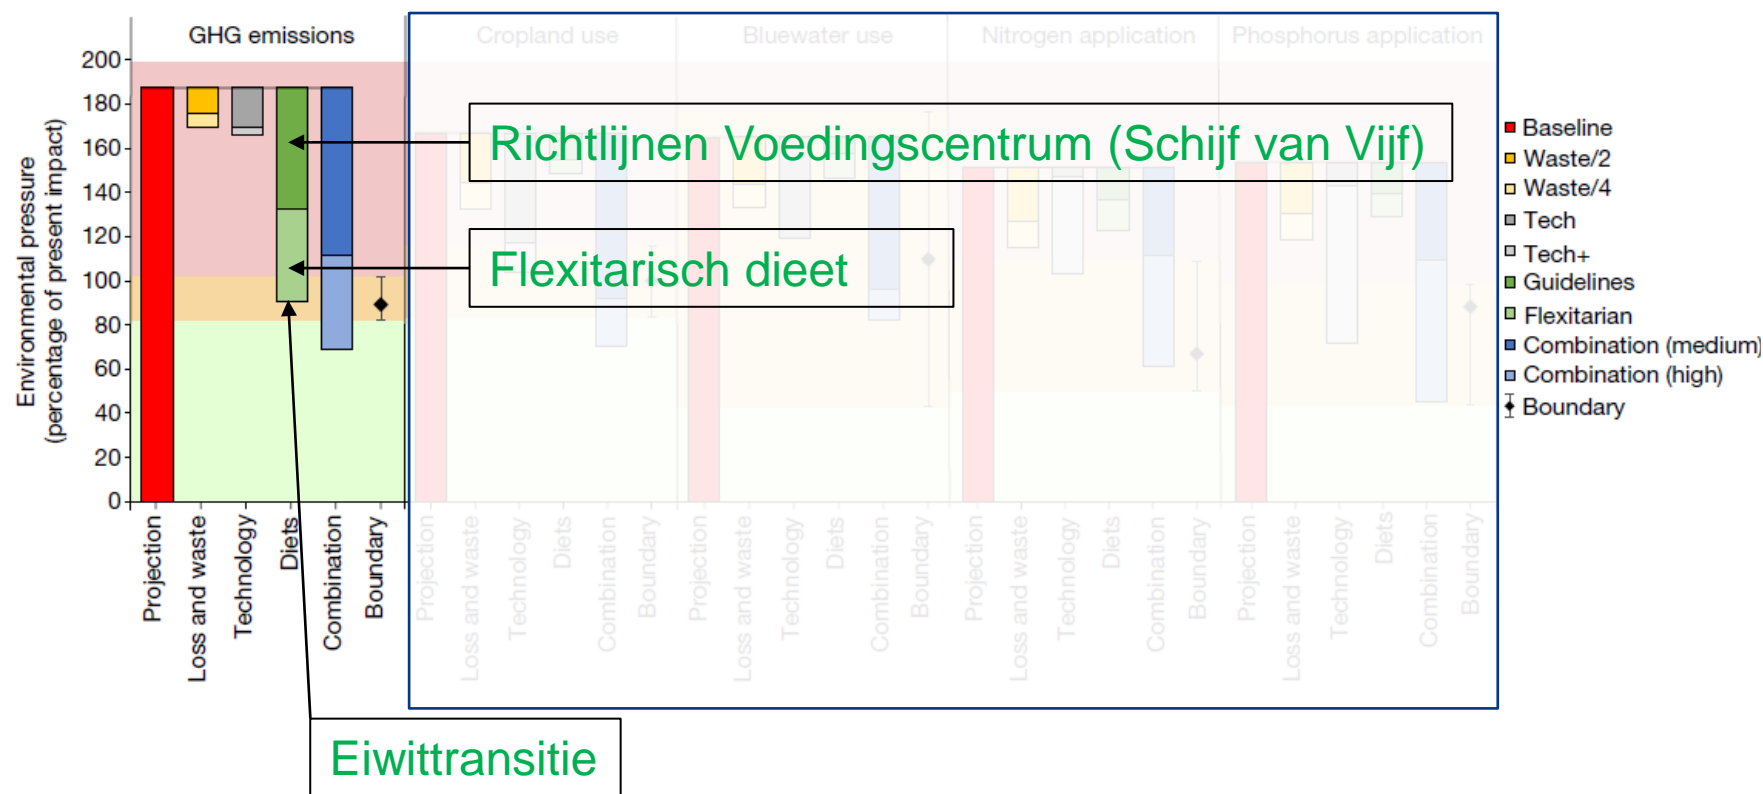 GHG emissions
Cropland use
Bluewater use
Nitrogen application
Phosphorus application
Environmental pressure
(percentage of present impact)
200
180
160
140
120
100
80
60
40
20
0
Richtlijnen Voedingscentrum (Schijf van Vijf)
Flexitarisch dieet
Eiwittransitie
Projection
Loss and waste
Technology
Diets
Combination
Boundary
Projection
Loss and waste
Technology
Diets
Combination
Boundary
Projection
Loss and waste
Technology
Diets
Combination
Boundary
Projection
Loss and waste
Technology
Diets
Combination
Boundary
Projection
Loss and waste
Technology
Diets
Combination
Boundary
Baseline
Waste/2
Waste/4
Tech
Tech+
Guidelines
Flexitarian
Combination (medium)
Combination (high)
Boundary